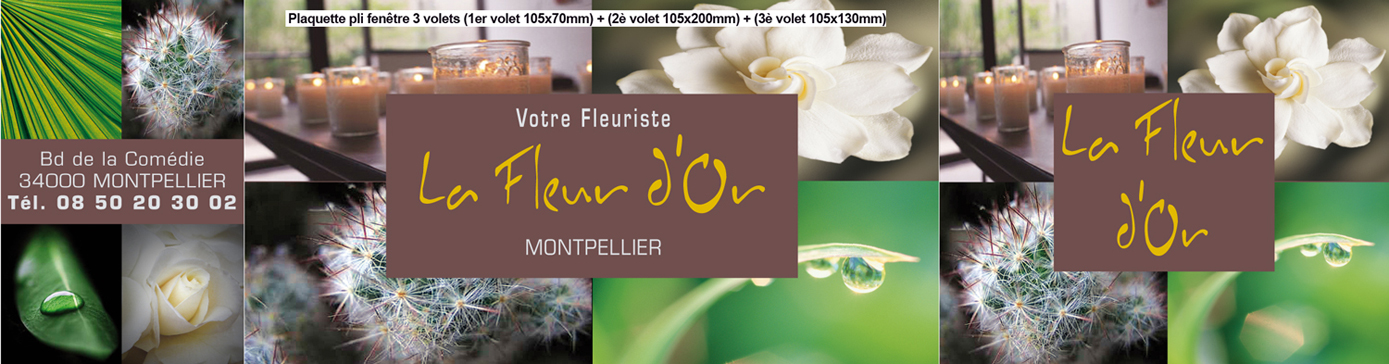 Plaquette pli fenêtre 3 volets (1er volet 105x70mm) + (2è volet 105x200mm) + (3è volet 105x130mm)
Bd de la Comédie
34000 MONTPELLIER
Tél. 08 50 20 30 02
Votre Fleuriste
La Fleur d'Or
MONTPELLIER
La Fleur
d'Or